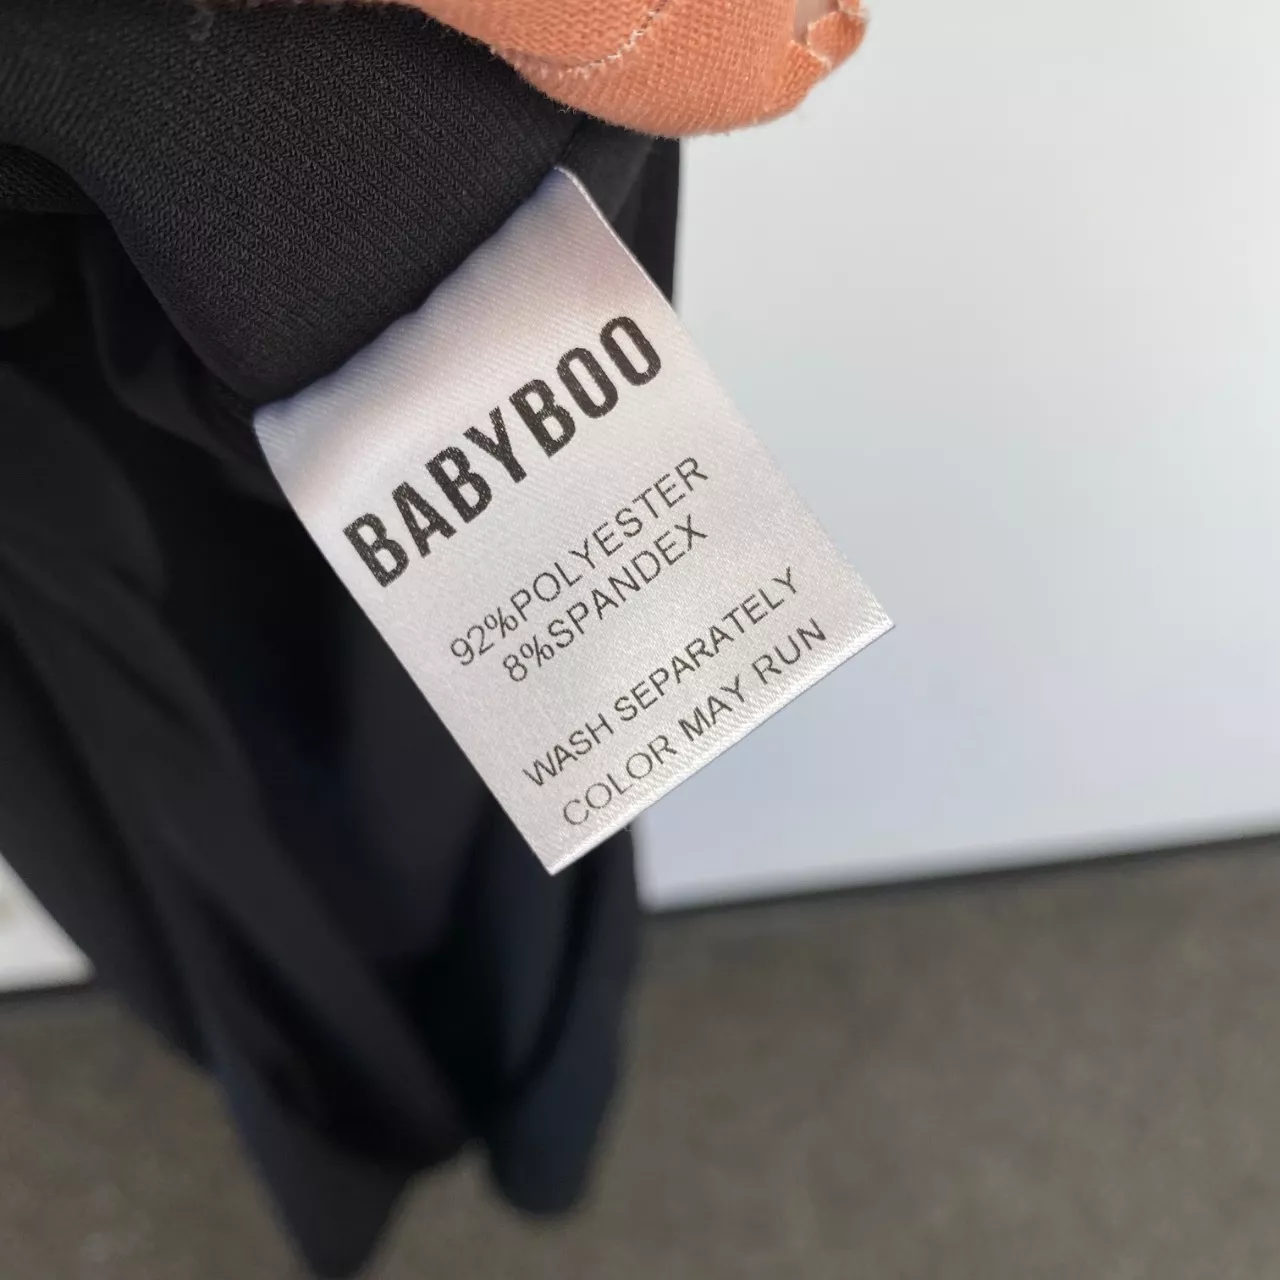 BABYBOO
92%POLYESTER
8%SPANDEX
WASH SEPARATELY
COLOR MAY RUN